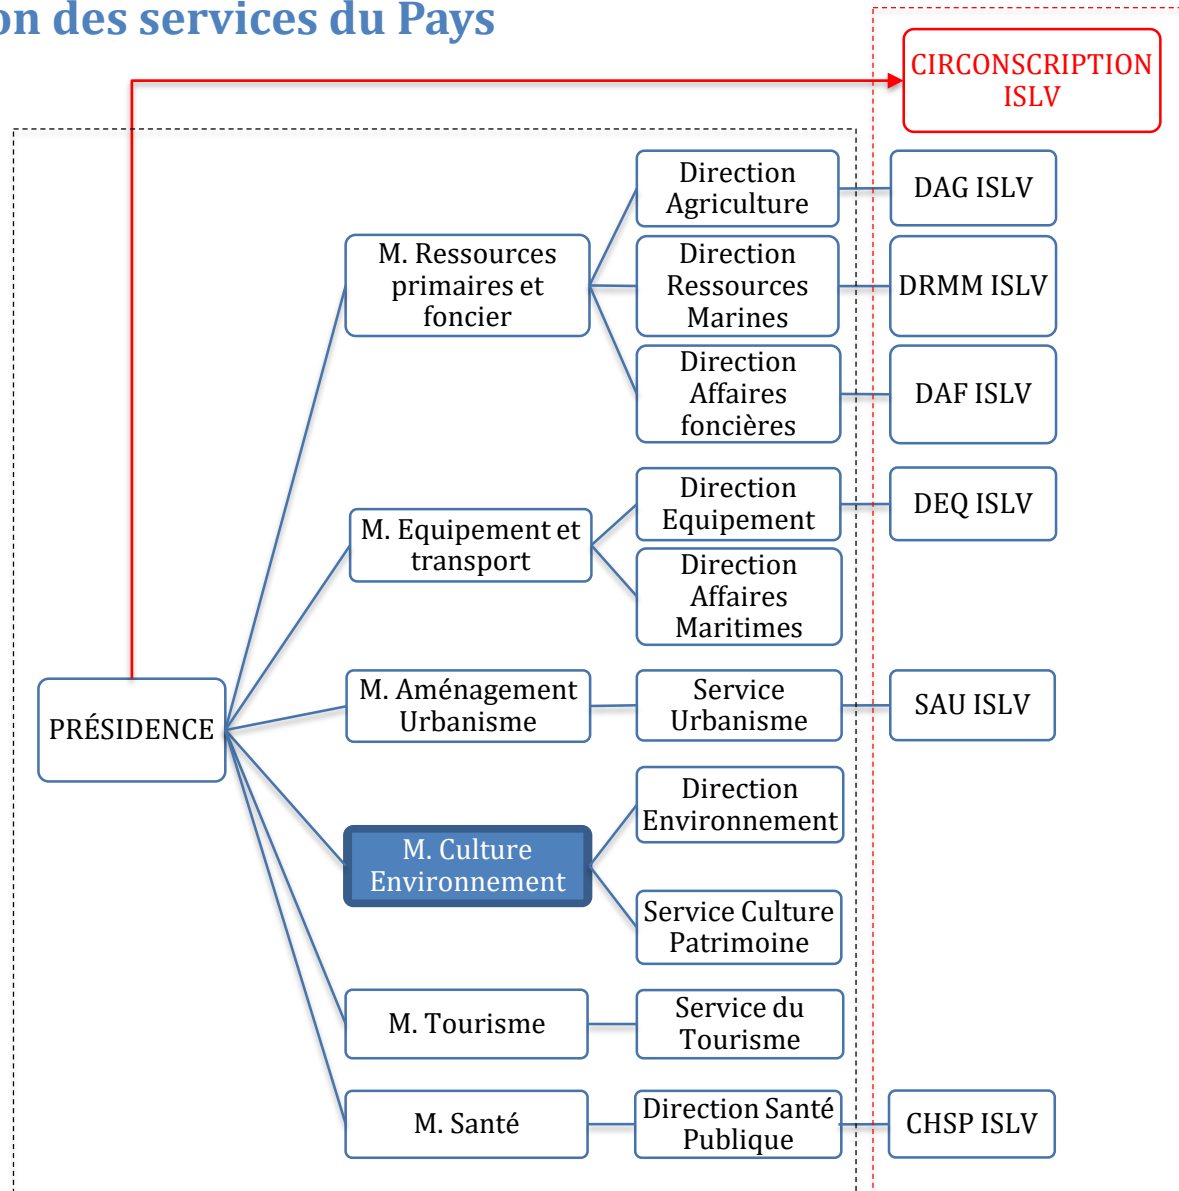 on des services du Pays
CIRCONSCRIPTION
ISLV
Direction
Agriculture
DAG ISLV
M. Ressources
primaires et
foncier
Direction
Ressources
Marines
DRMM ISLV
Direction
Affaires
foncières
DAF ISLV
M. Equipement et
transport
Direction
Equipement
DEQ ISLV
Direction
Affaires
Maritimes
PRÉSIDENCE
M. Aménagement
Urbanisme
Service
Urbanisme
SAU ISLV
M. Culture
Environnement
Direction
Environnement
Service Culture
Patrimoine
M. Tourisme
Service du
Tourisme
M. Santé
Direction Santé
Publique
CHSP ISLV